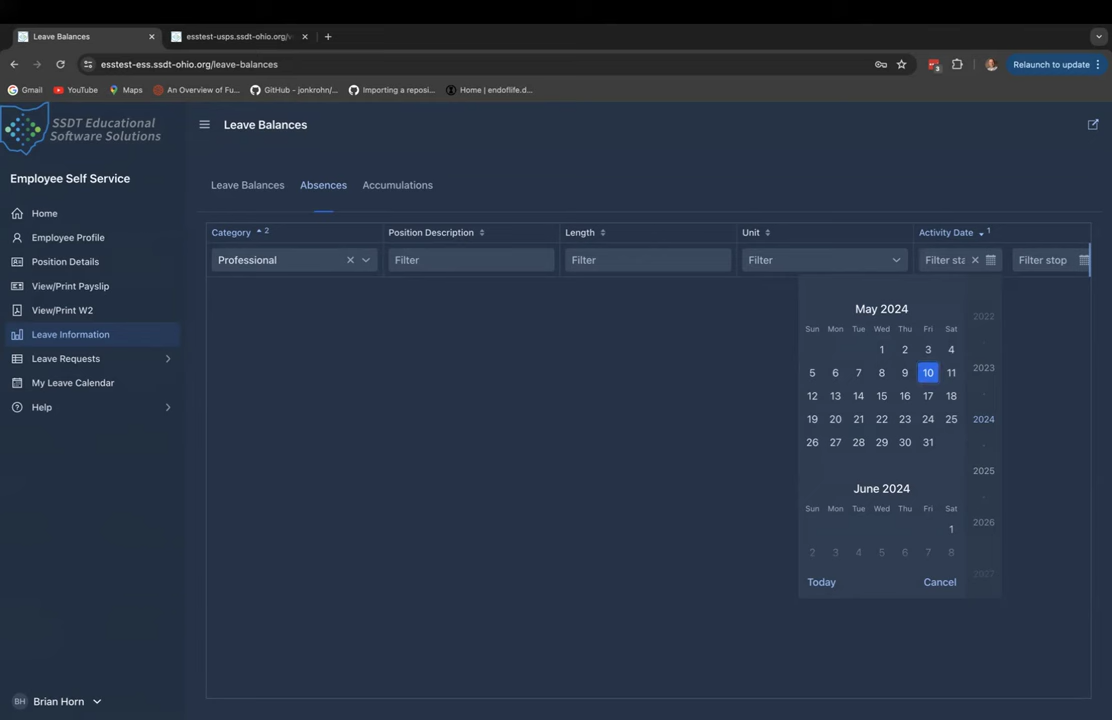 Leave Balances
esstest-usps.ssdt-ohio.org/v
esstest-ess.ssdt-ohio.org/leave-balances
3
Relaunch to update
Gmail
YouTube
Maps
An Overview of Fu...
GitHub - jonkrohn/...
Importing a reposi...
Home | endoflife.d...
SSDT Educational
Software Solutions
Leave Balances
Employee Self Service
Home
Employee Profile
Position Details
View/Print Payslip
View/Print W2
Leave Information
Leave Requests
My Leave Calendar
Help
BH Brian Horn
Leave Balances Absences Accumulations
Category 2 Position Description Length Unit Activity Date 1
Professional Filter Filter Filter Filter sta Filter stop
May 2024
Sun Mon Tue Wed Thu Fri Sat
1 2 3 4
5 6 7 8 9 10 11
12 13 14 15 16 17 18
19 20 21 22 23 24 25
26 27 28 29 30 31
June 2024
Sun Mon Tue Wed Thu Fri Sat
1
2 3 4 5 6 7 8
Today Cancel
2022
2023
2024
2025
2026
2027